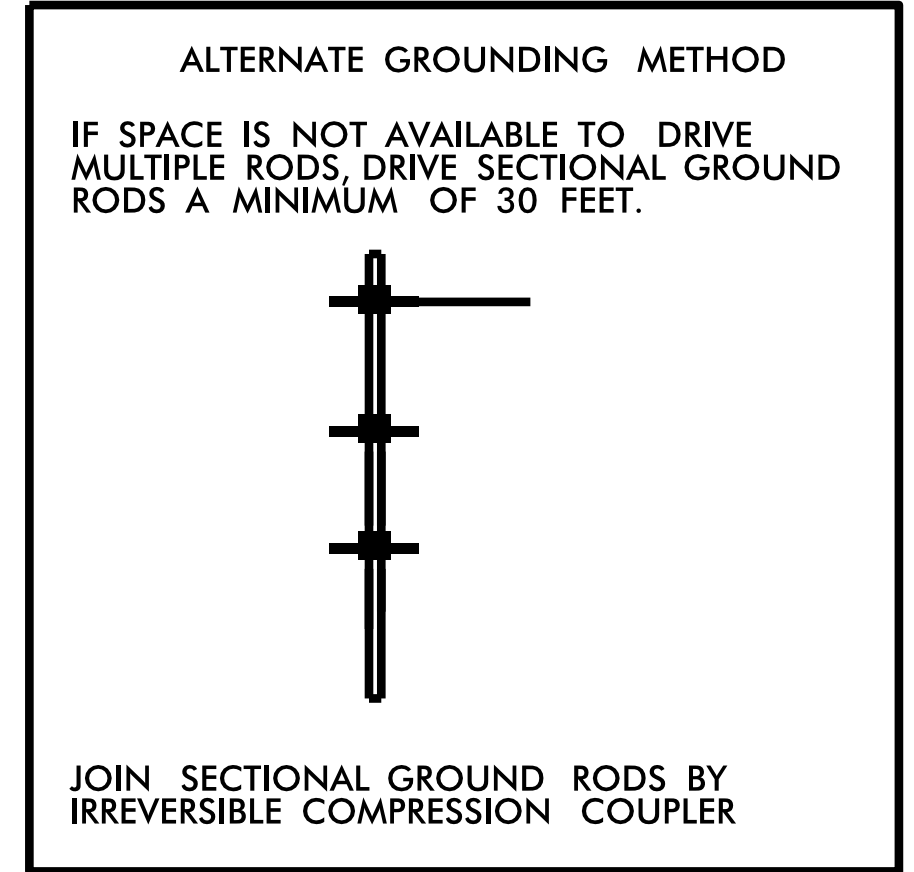 ALTERNATE GROUNDING METHOD
IF SPACE IS NOT AVAILABLE TO DRIVE
MULTIPLE RODS, DRIVE SECTIONAL GROUND
RODS A MINIMUM OF 30 FEET.
JOIN SECTIONAL GROUND RODS BY
IRREVERSIBLE COMPRESSION COUPLER